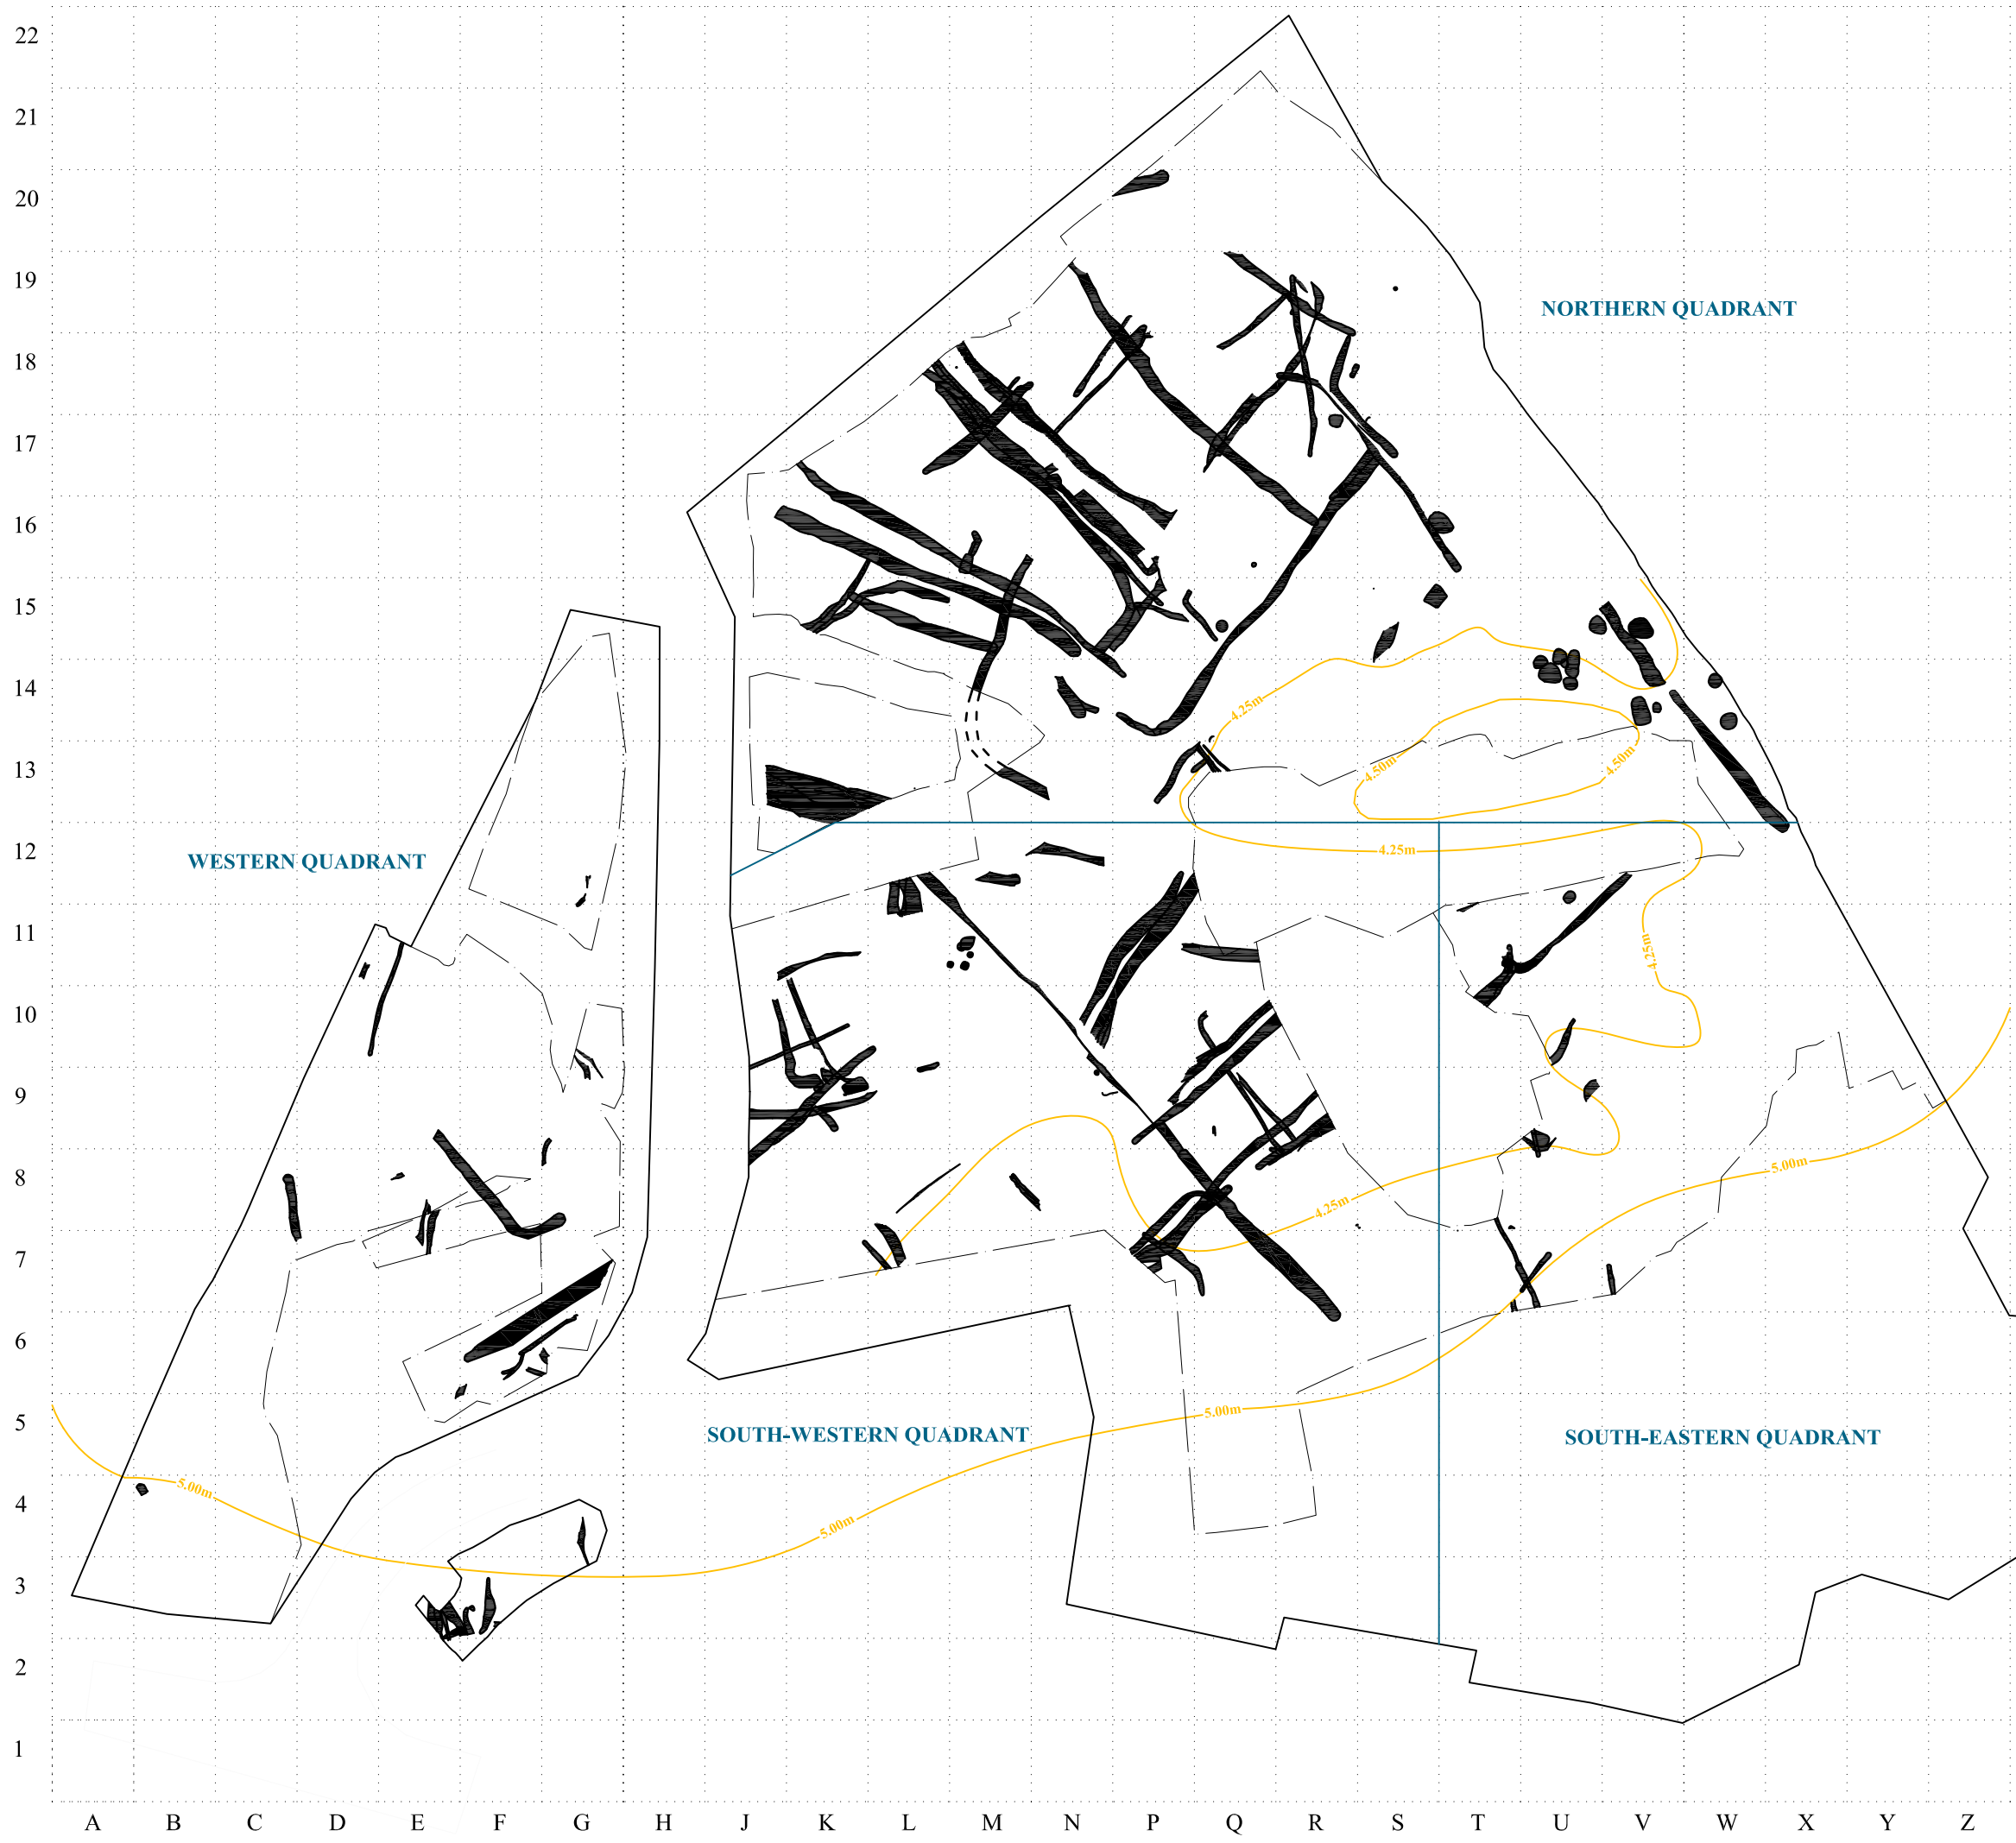 22
21
20
19
NORTHERN QUADRANT
18
17
16
15
14
4.25m
13
4.50m
4.50m
12
WESTERN QUADRANT
4.25m
11
4.25m
10
9
8
5.00m
4.25m
7
6
5
5.00m
SOUTH-WESTERN QUADRANT
SOUTH-EASTERN QUADRANT
4
5.00m
5.00m
3
2
1
A B C D E F G H J K L M N P Q R S T U V W X Y Z